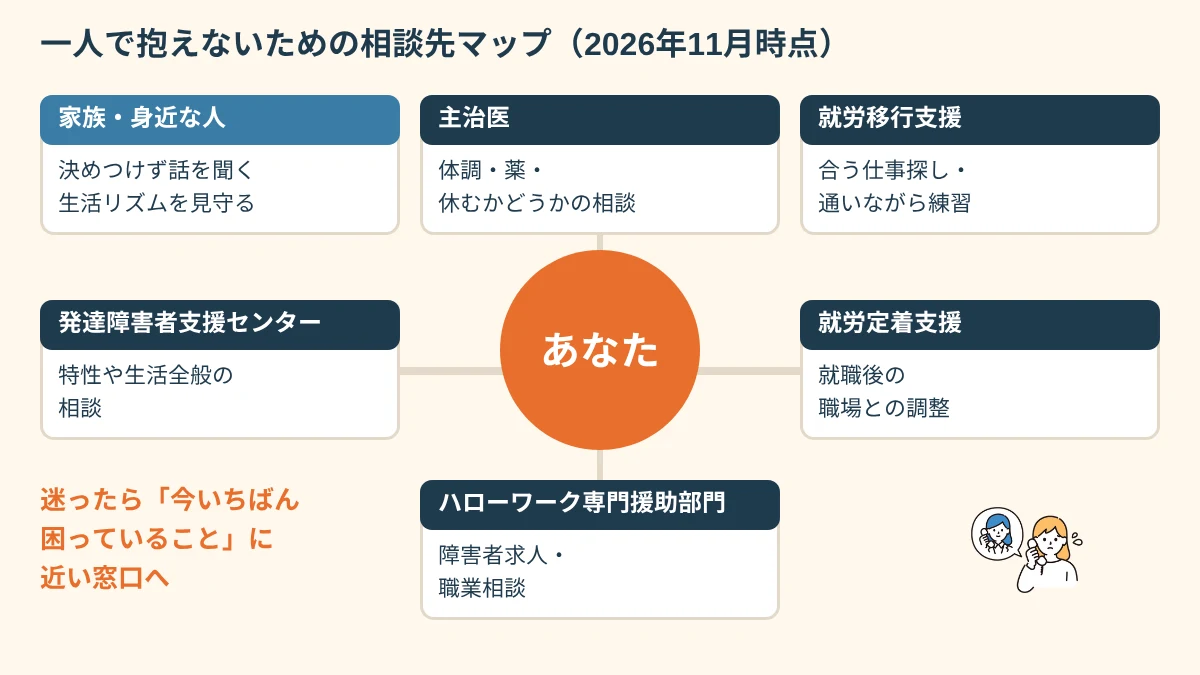 一人で抱えないための相談先マップ（2026年11月時点）
家族・身近な人
決めつけず話を聞く
生活リズムを見守る
主治医
体調・薬・
休むかどうかの相談
就労移行支援
合う仕事探し・
通いながら練習
発達障害者支援センター
特性や生活全般の
相談
あなた
就労定着支援
就職後の
職場との調整
迷ったら「今いちばん
困っていること」に
近い窓口へ
ハローワーク専門援助部門
障害者求人・
職業相談